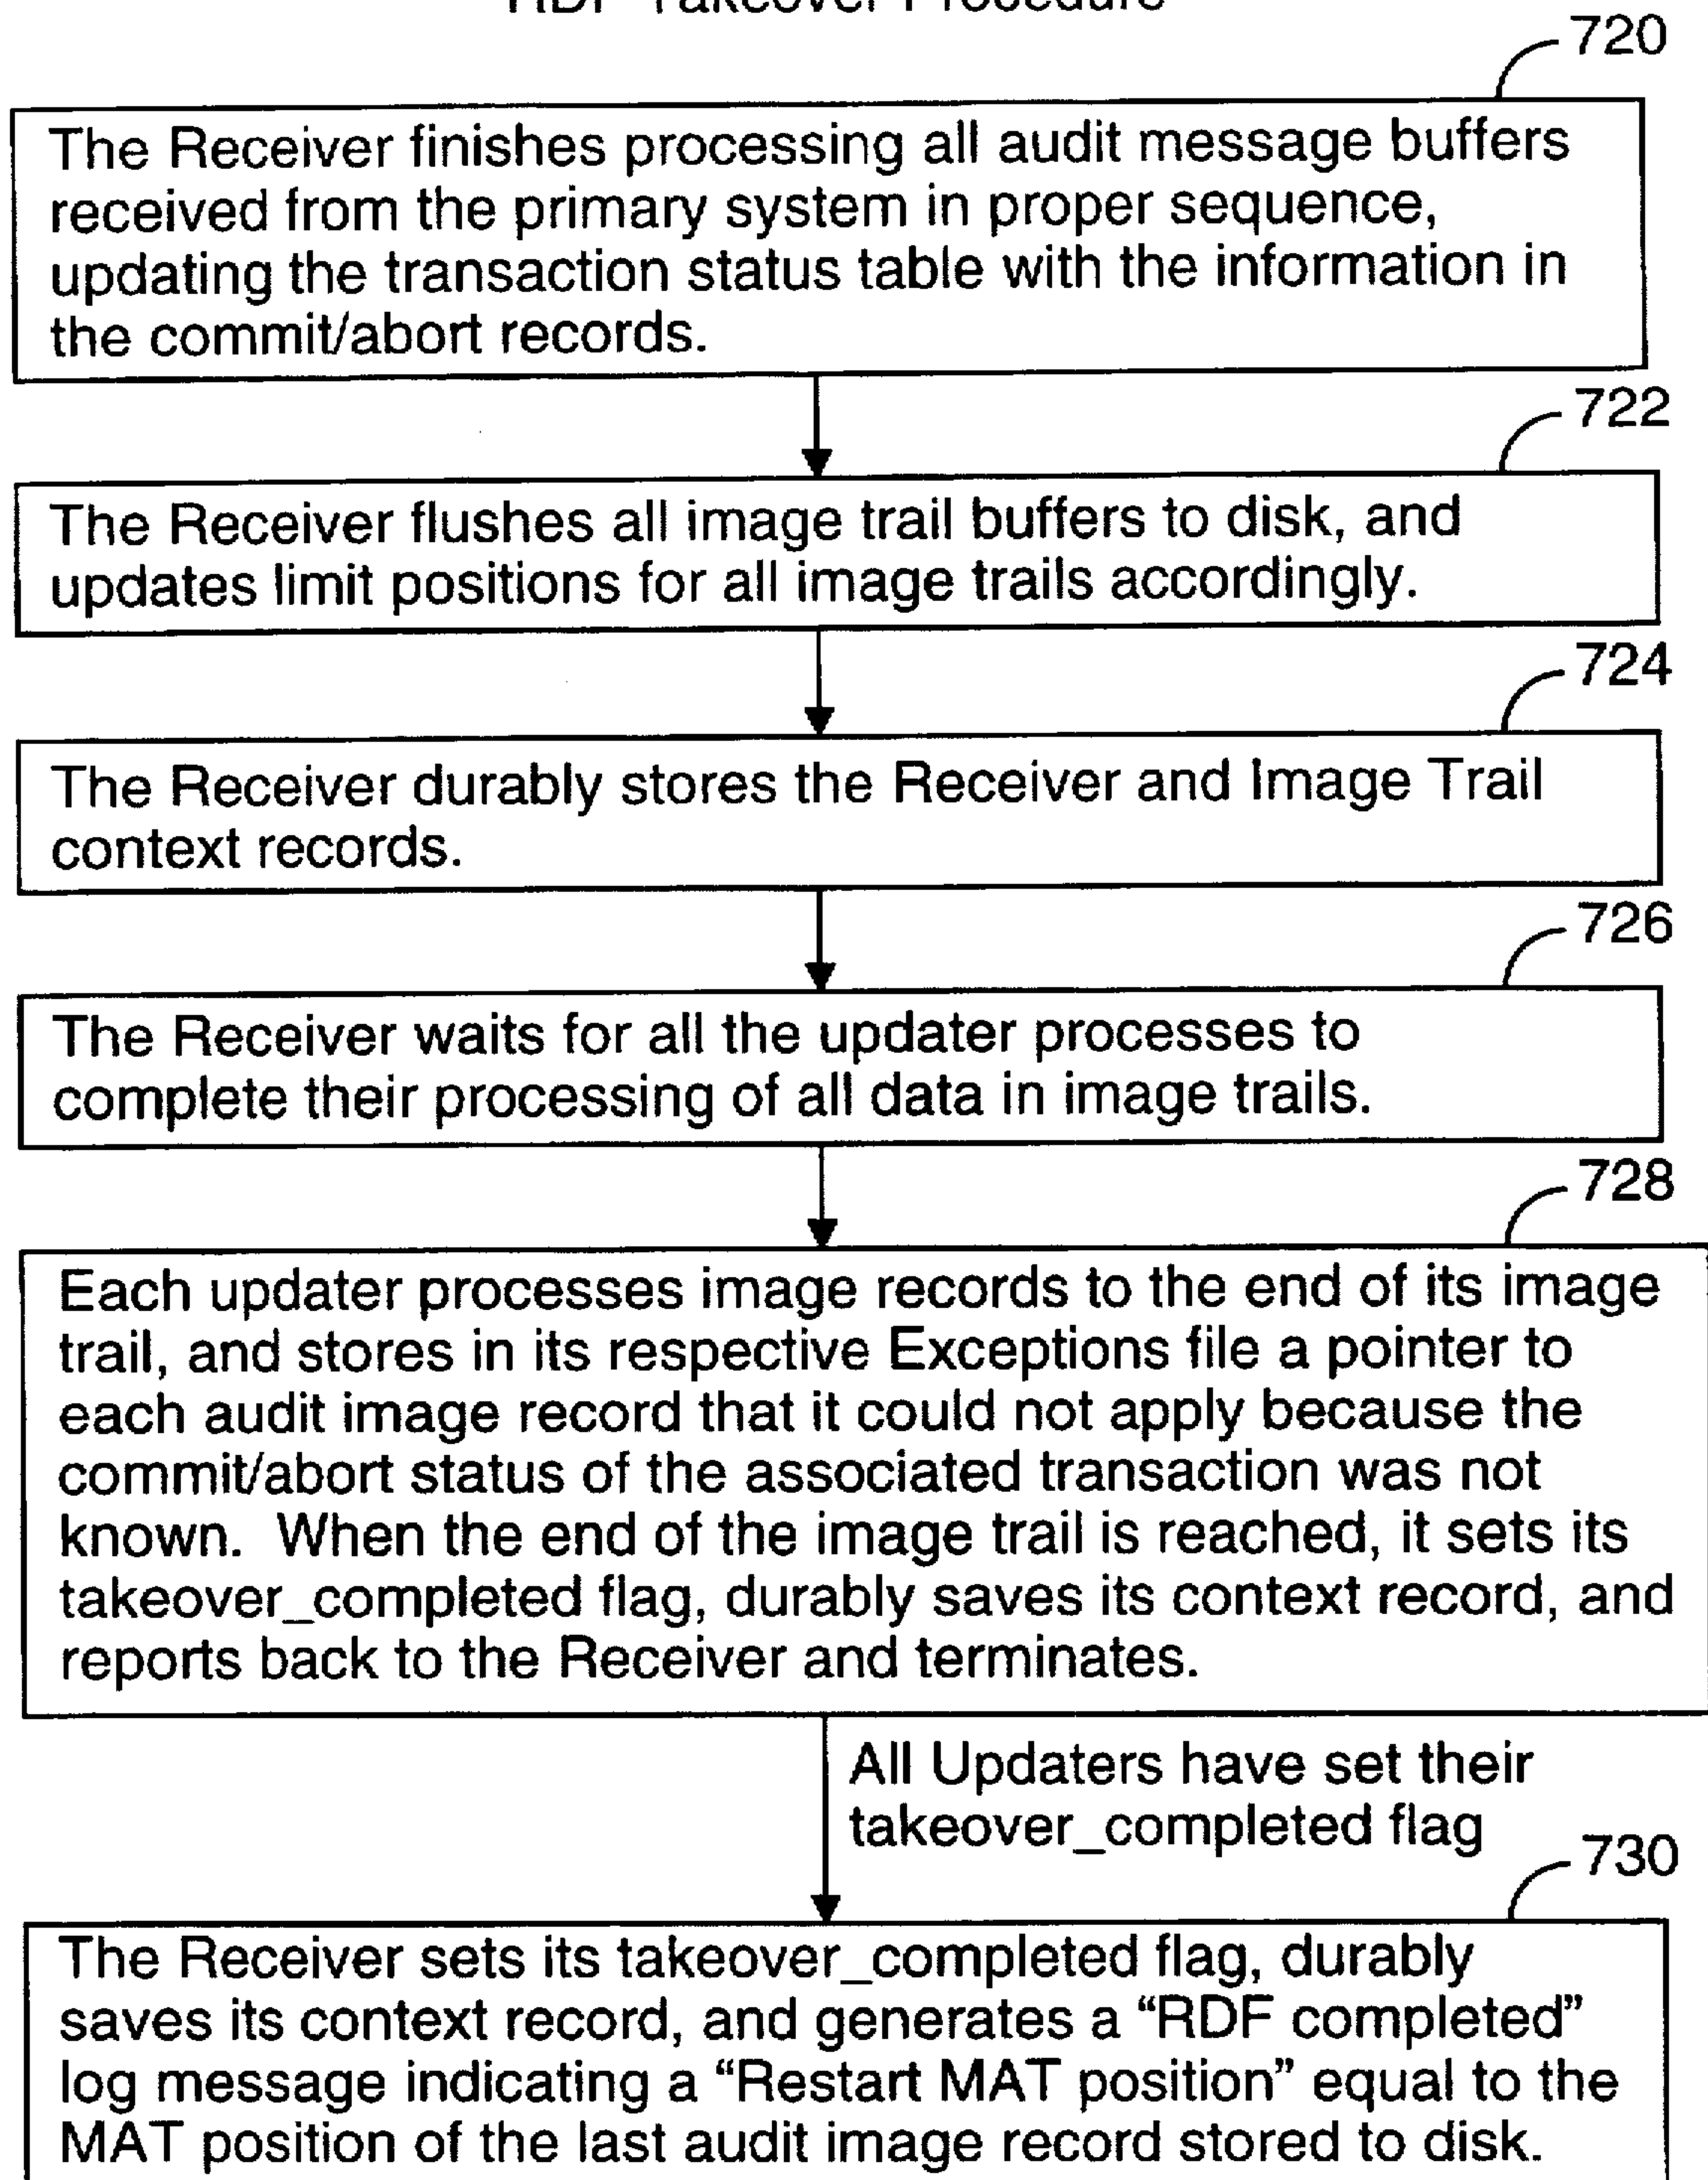 RDF Takeover Procedure
720
The Receiver finishes processing all audit message buffers
received from the primary system in proper sequence,
updating the transaction status table with the information in
the commit/abort records.
722
The Receiver flushes all image trail buffers to disk, and
updates limit positions for all image trails accordingly.
724
The Receiver durably stores the Receiver and Image Trail
context records.
726
The Receiver waits for all the updater processes to
complete their processing of all data in image trails.
728
Each updater processes image records to the end of its image
trail, and stores in its respective Exceptions file a pointer to
each audit image record that it could not apply because the
commit/abort status of the associated transaction was not
known. When the end of the image trail is reached, it sets its
takeover_completed flag, durably saves its context record, and
reports back to the Receiver and terminates.
All Updaters have set their
takeover_completed flag
730
The Receiver sets its takeover_completed flag, durably
saves its context record, and generates a “RDF completed”
log message indicating a “Restart MAT position” equal to the
MAT position of the last audit image record stored to disk.